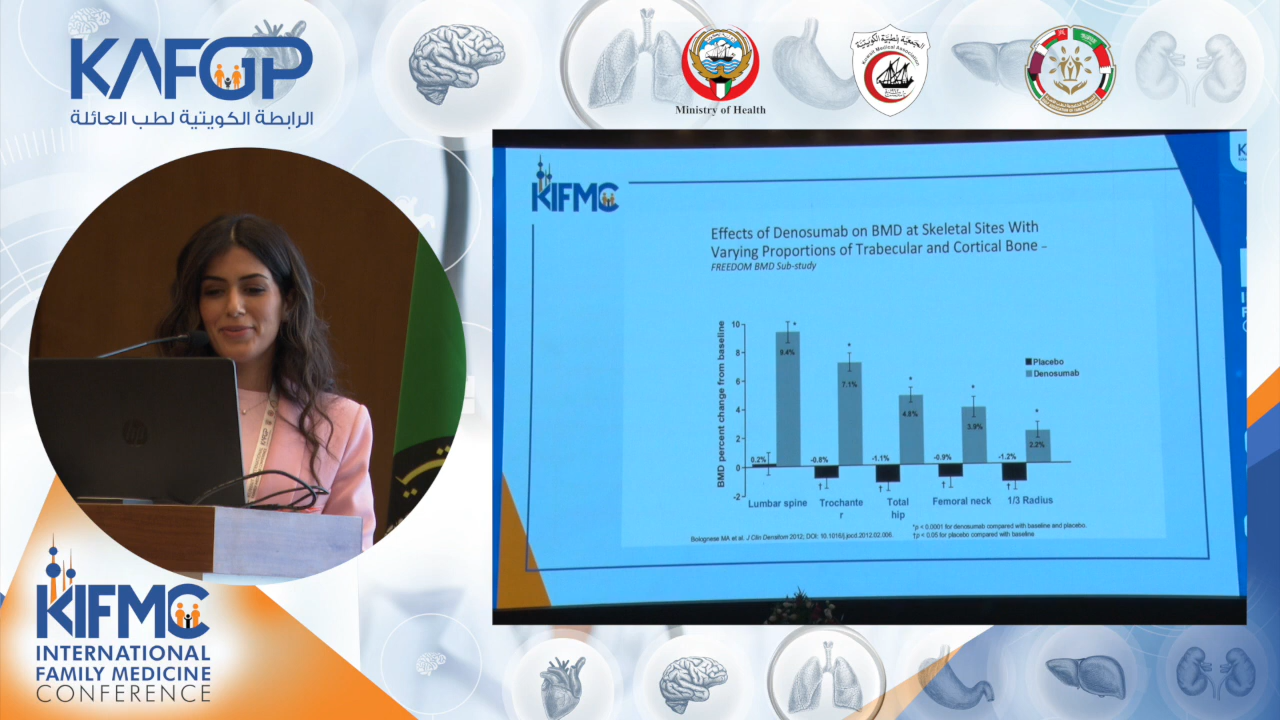 KAFGP
الرابطة الكويتية لطب العائلة
Ministry of Health
KIFMC
Effects of Denosumab on BMD at Skeletal Sites With
Varying Proportions of Trabecular and Cortical Bone –
FREEDOM BMD Sub-study
BMD percent change from baseline
10
8
6
4
2
0
-2
Placebo
Denosumab
9.4%
7.1%
4.8%
3.9%
2.2%
0.2%
-0.8%
-1.1%
-0.9%
-1.2%
Lumbar spine
Trochante
r
Total
hip
Femoral neck
1/3 Radius
*p < 0.0001 for denosumab compared with baseline and placebo.
†p < 0.05 for placebo compared with baseline
Bolognese MA et al. J Clin Densitom 2012; DOI: 10.1016/j.jocd.2012.02.006.
hp
KIFMC
INTERNATIONAL
FAMILY MEDICINE
CONFERENCE